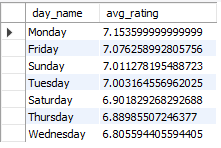 day_name avg_rating
Monday 7.153599999999999
Friday 7.076258992805756
Sunday 7.011278195488723
Tuesday 7.003164556962025
Saturday 6.901829268292688
Thursday 6.88985507246377
Wednesday 6.805594405594405